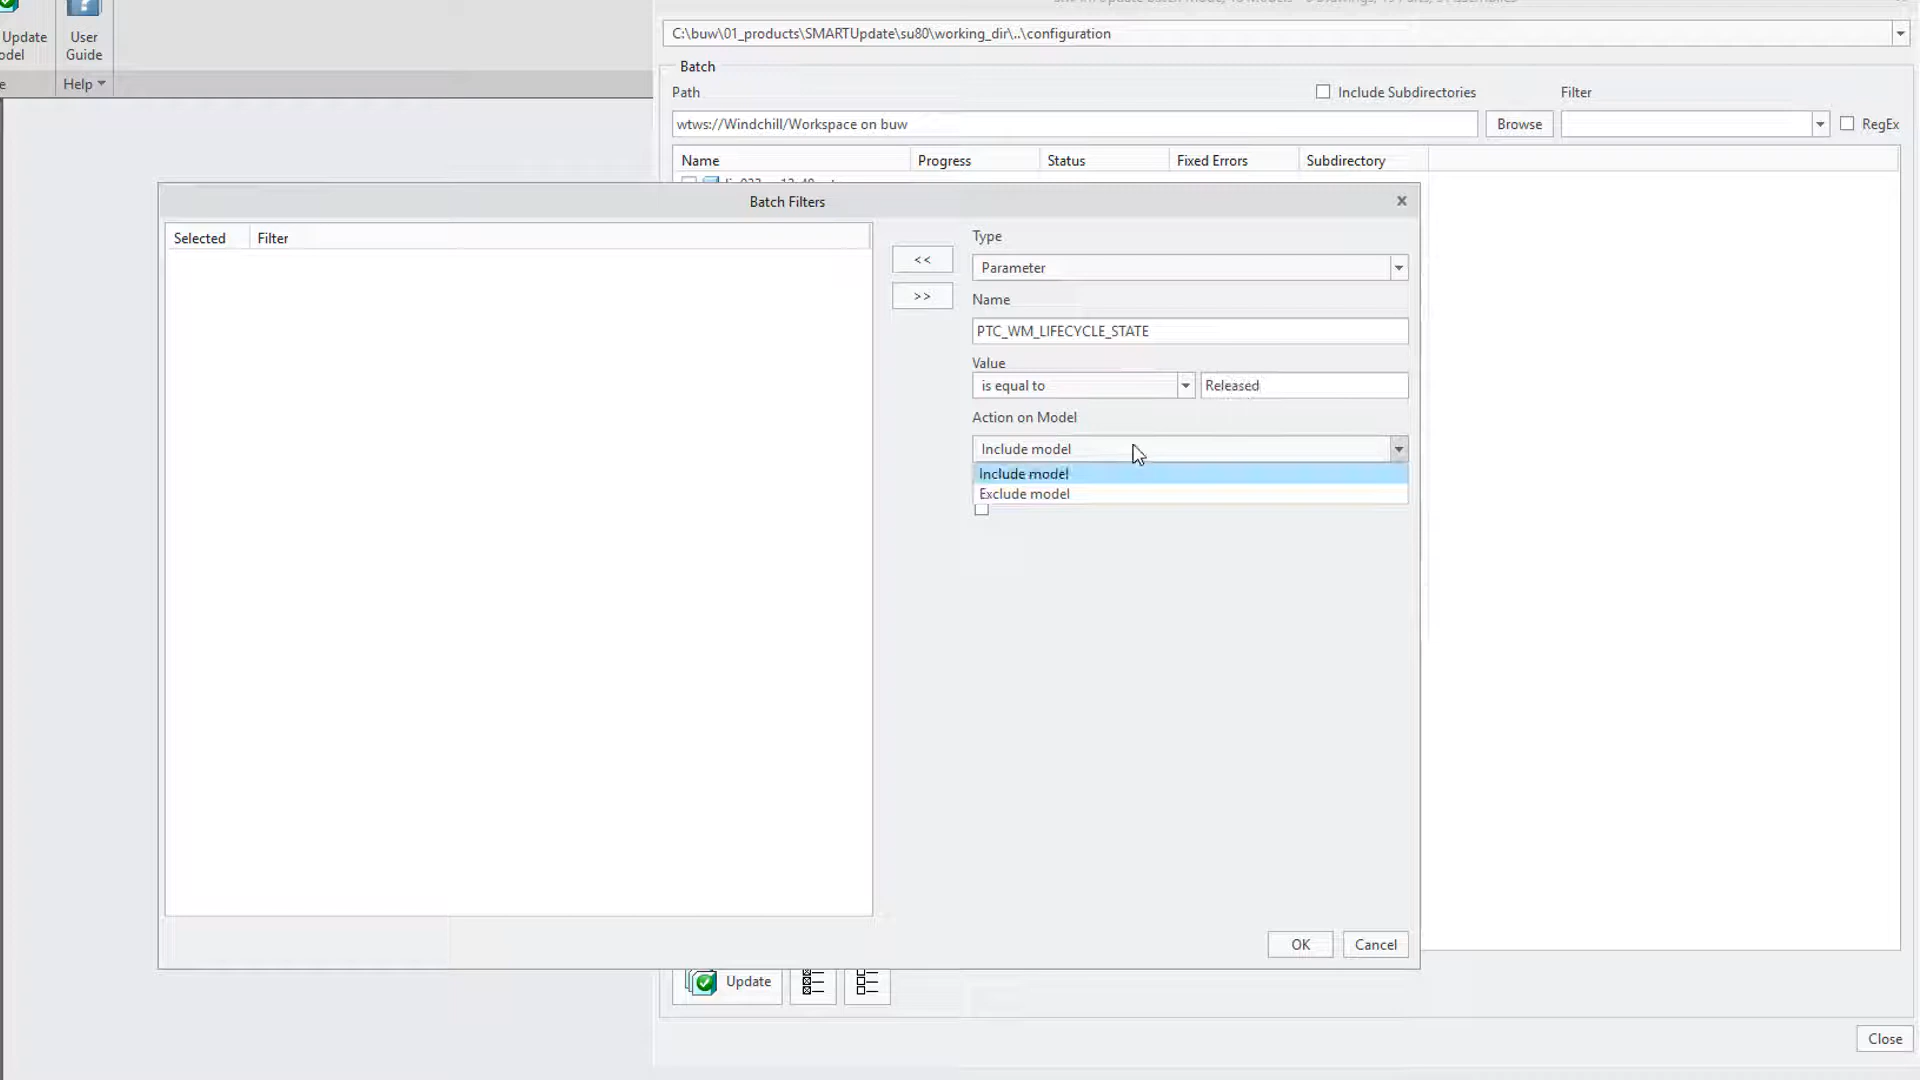 Update
odel
User
Guide
e
Help
C:\buw\01_products\SMARTUpdate\su80\working_dir\..\configuration
Batch
Path
Include Subdirectories
Filter
wtws://Windchill/Workspace on buw
Browse
RegEx
Name
Progress
Status
Fixed Errors
Subdirectory
Batch Filters
x
Selected
Filter
<<
>>
Type
Parameter
Name
PTC_WM_LIFECYCLE_STATE
Value
is equal to
Released
Action on Model
Include model
Include model
Exclude model
OK
Cancel
Update
Close